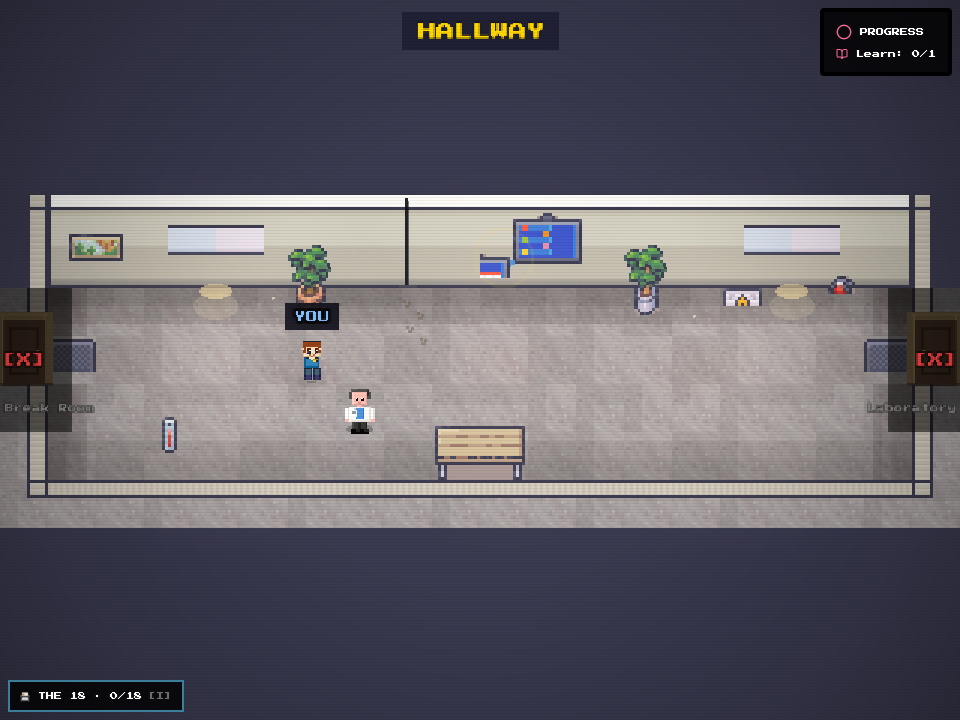 HALLWAY
PROGRESS
Learn: 0/1
YOU
[X]
[X]
Break Room
Laboratory
THE 18 · 0/18 [I]